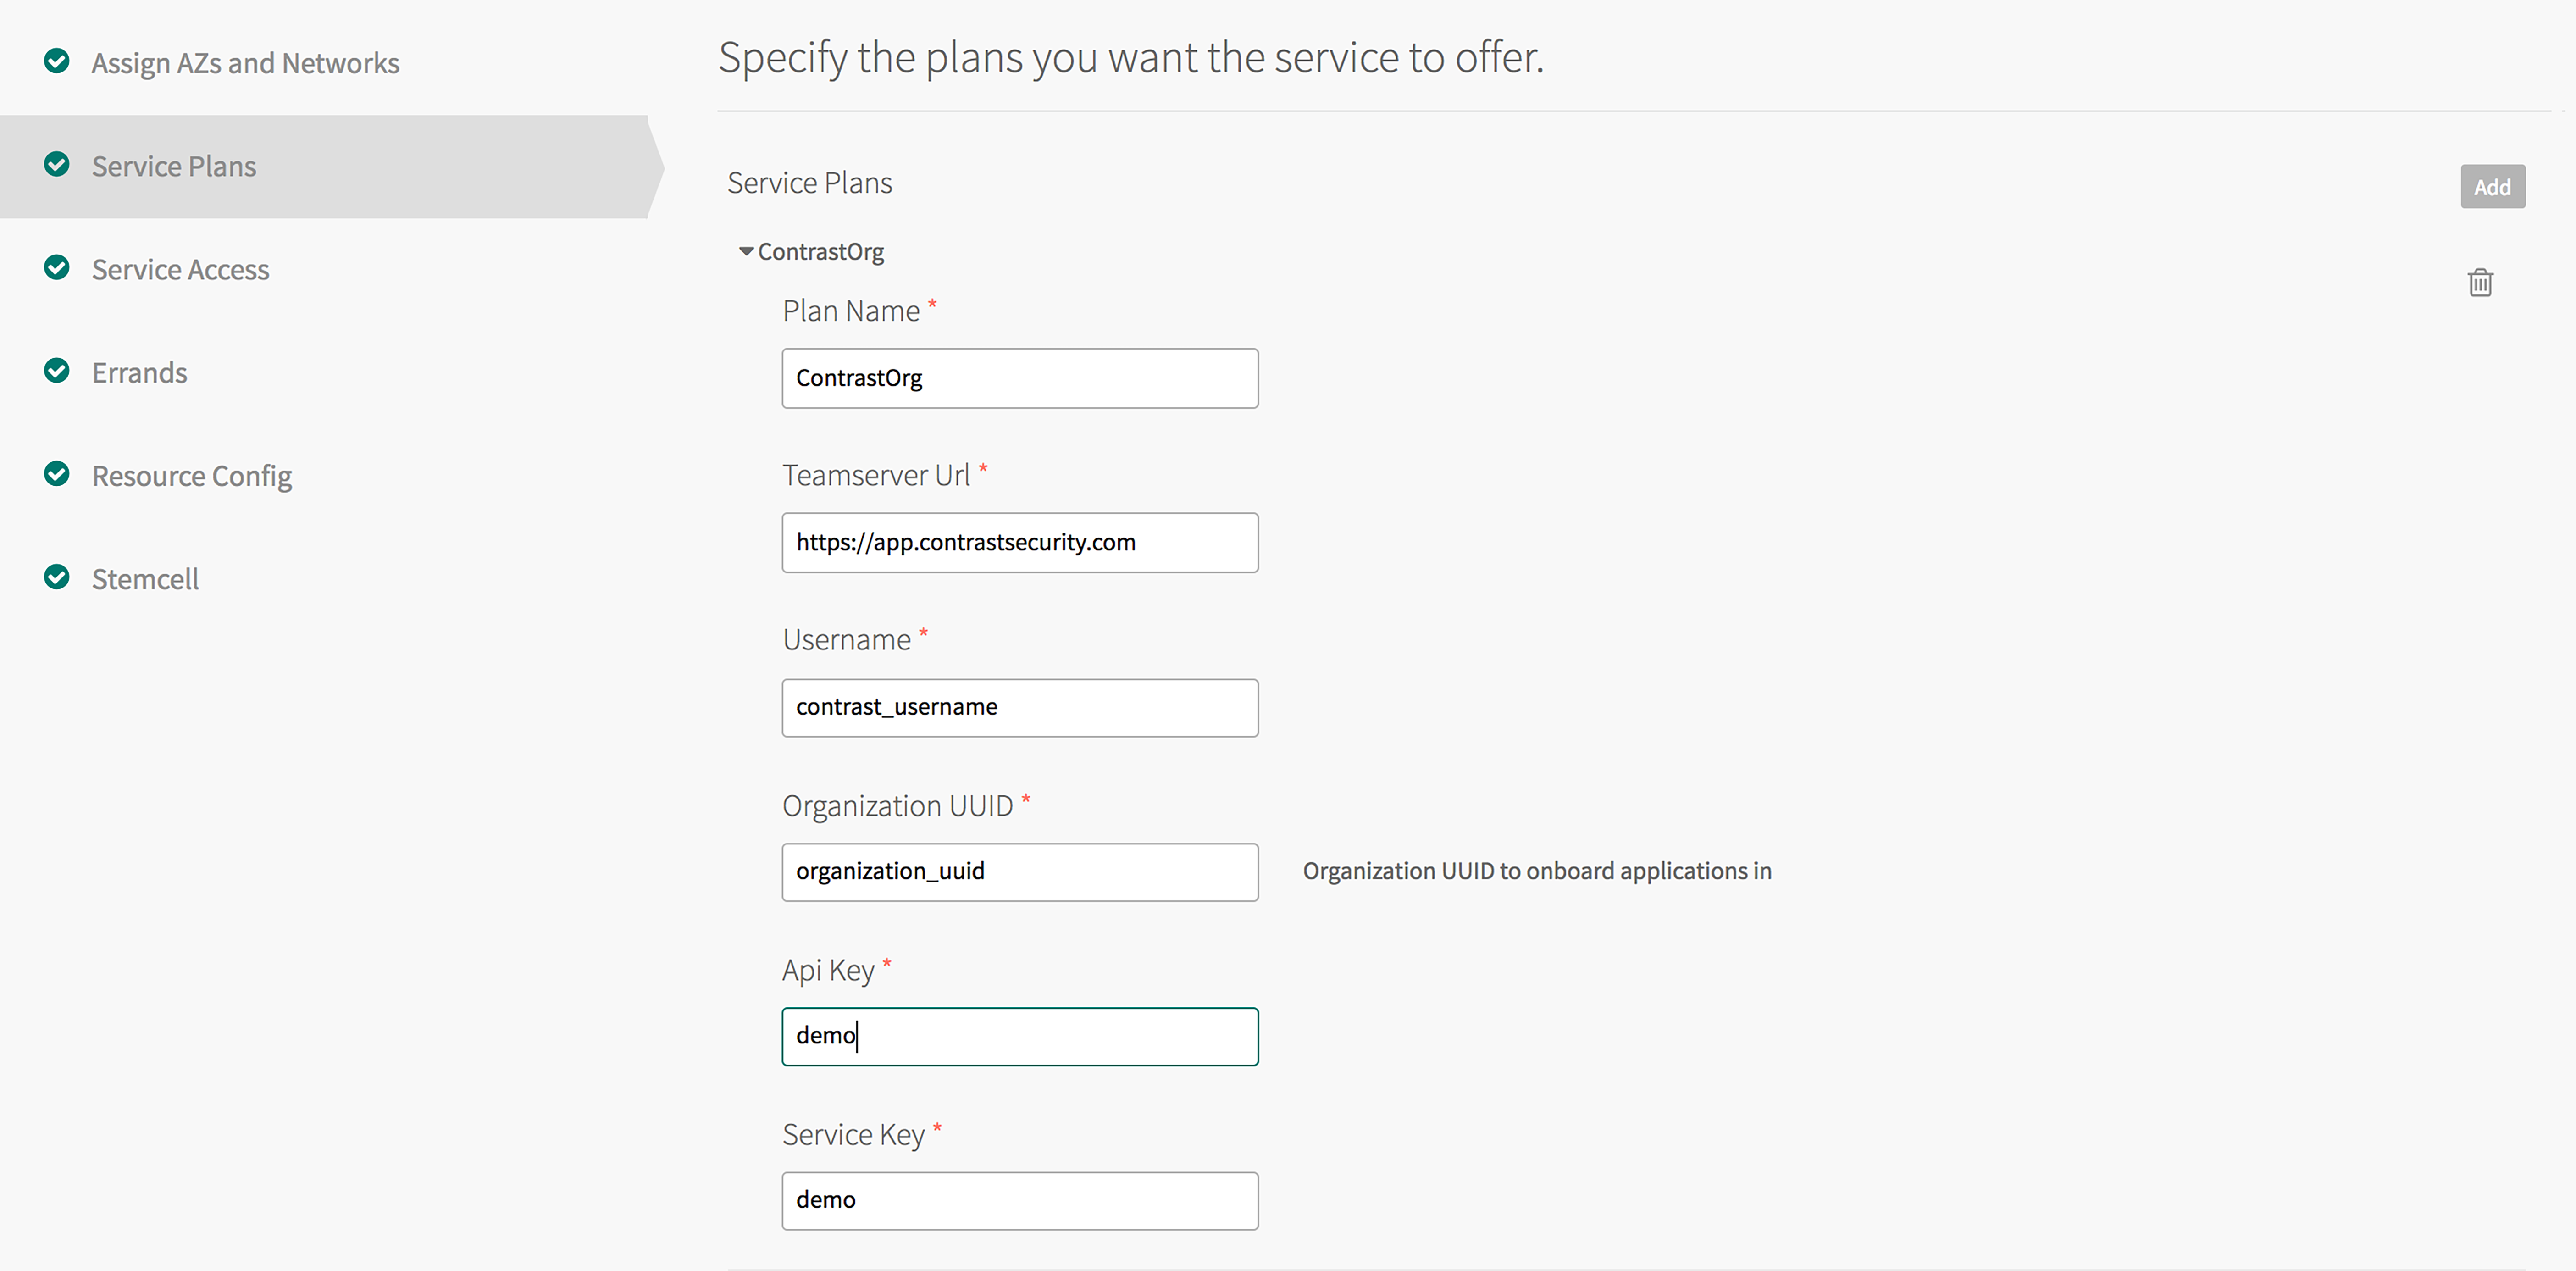 Assign AZs and Networks
Service Plans
Service Access
Errands
Resource Config
Stemcell
Specify the plans you want the service to offer.
Service Plans
Add
ContrastOrg
Plan Name *
ContrastOrg
Teamserver Url *
https://app.contrastsecurity.com
Username *
contrast_username
Organization UUID *
organization_uuid
Organization UUID to onboard applications in
Api Key *
demo
Service Key *
demo